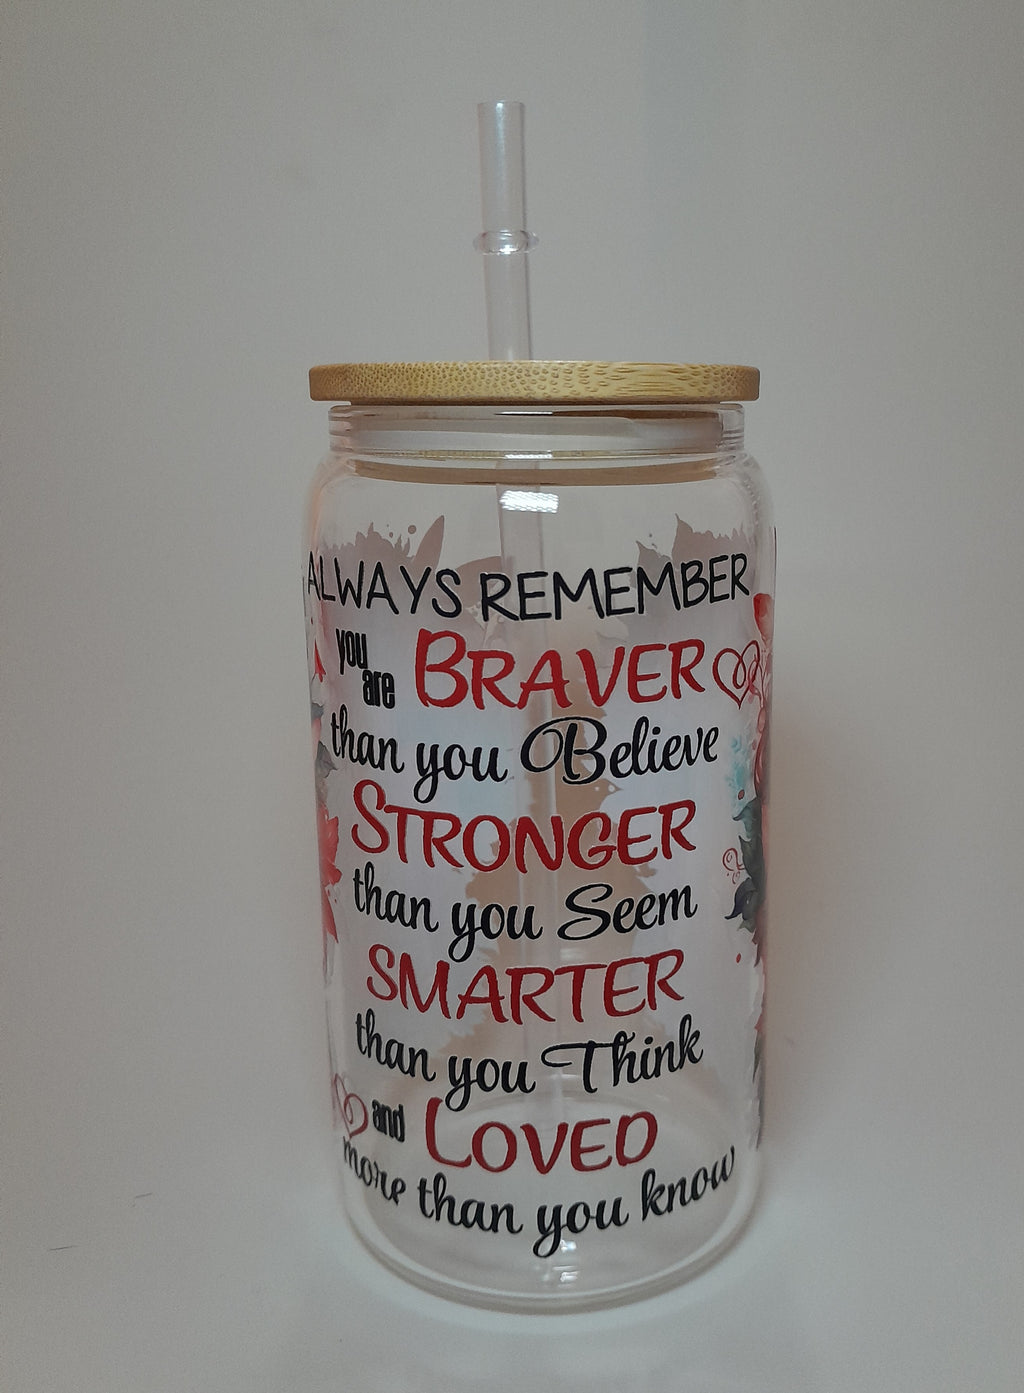 ALWAYS REMEMBER
you are BRAVER
than you Believe
STRONGER
than you Seem
SMARTER
than you Think
and LOVED
more than you know